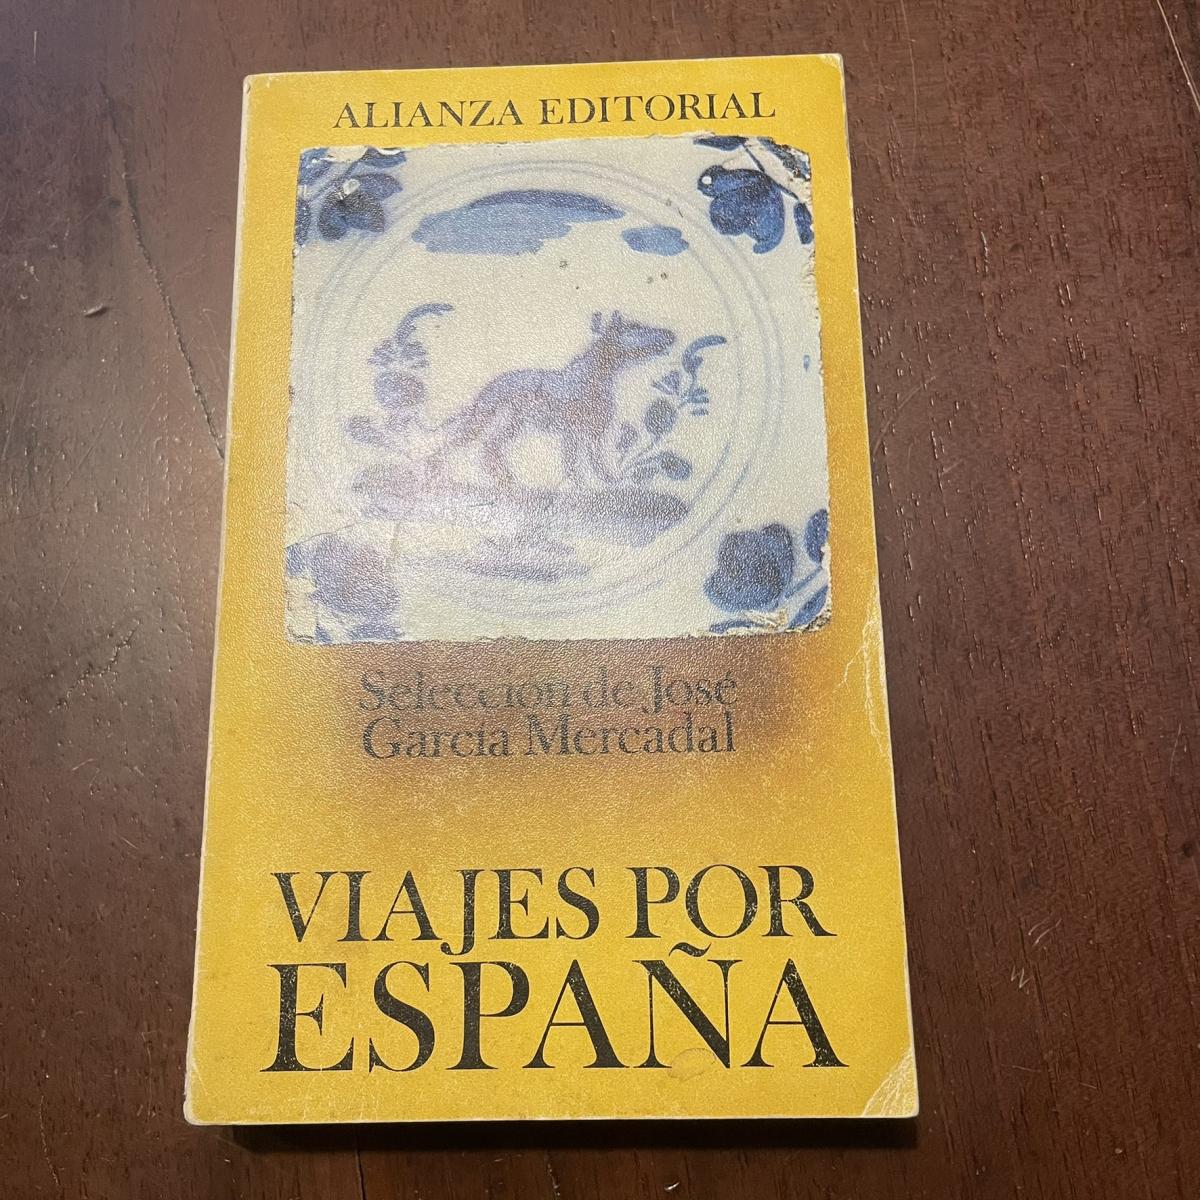 ALIANZA EDITORIAL
Selección de José
García Mercadal
VIAJES POR
ESPAÑA